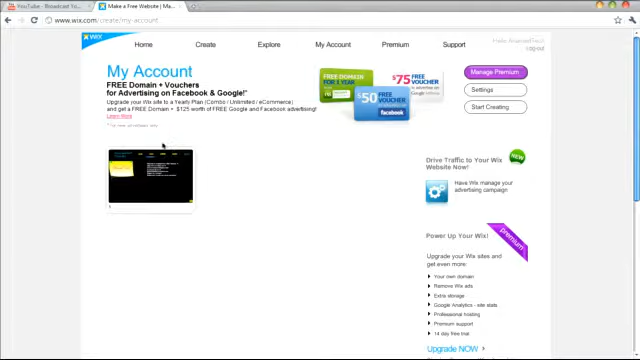 YouTube - Broadcast Yo...
Make a Free Website | My A...
www.wix.com/create/my-account
WIX
Home
Create
Explore
My Account
Premium
Support
Log-out
My Account
FREE Domain + Vouchers
for Advertising on Facebook & Google!*
Upgrade your Wix site to a Yearly Plan (Combo / Unlimited / eCommerce)
and get a FREE Domain + $125 worth of FREE Google and Facebook advertising!
Learn More
FREE DOMAIN
FOR 1 YEAR
$75 FREE
VOUCHER
$50 FREE
VOUCHER
facebook
Manage Premium
Settings
Start Creating
Drive Traffic to Your Wix
Website Now!
NEW
Have Wix manage your
advertising campaign
Power Up Your Wix!
premium
Upgrade your Wix sites and
get even more:
Your own domain
Remove Wix ads
Extra storage
Google Analytics - site stats
Professional holding
Premium support
14 day free trial
Upgrade NOW